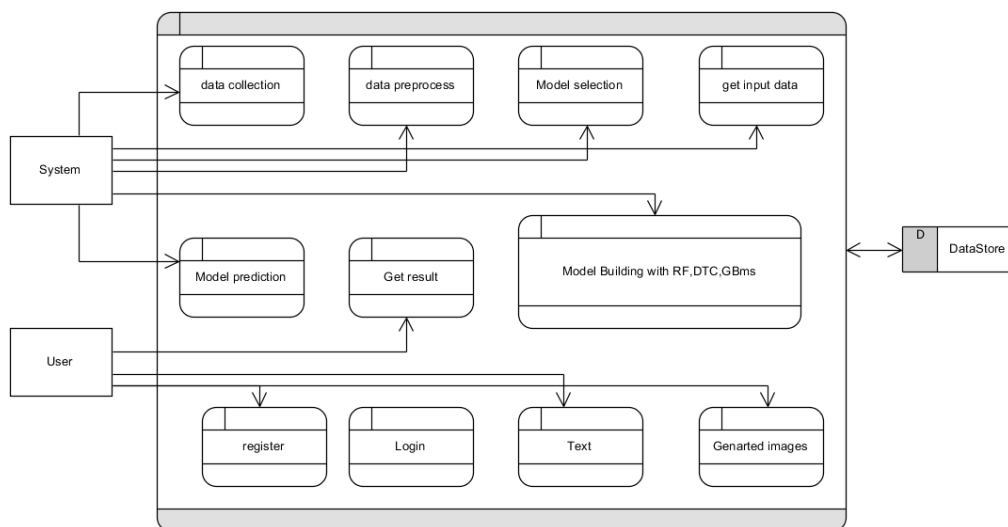 data collection
data preprocess
Model selection
get input data
System
D
DataStore
Model prediction
Get result
Model Building with RF,DTC,GBms
User
register
Login
Text
Genarted images